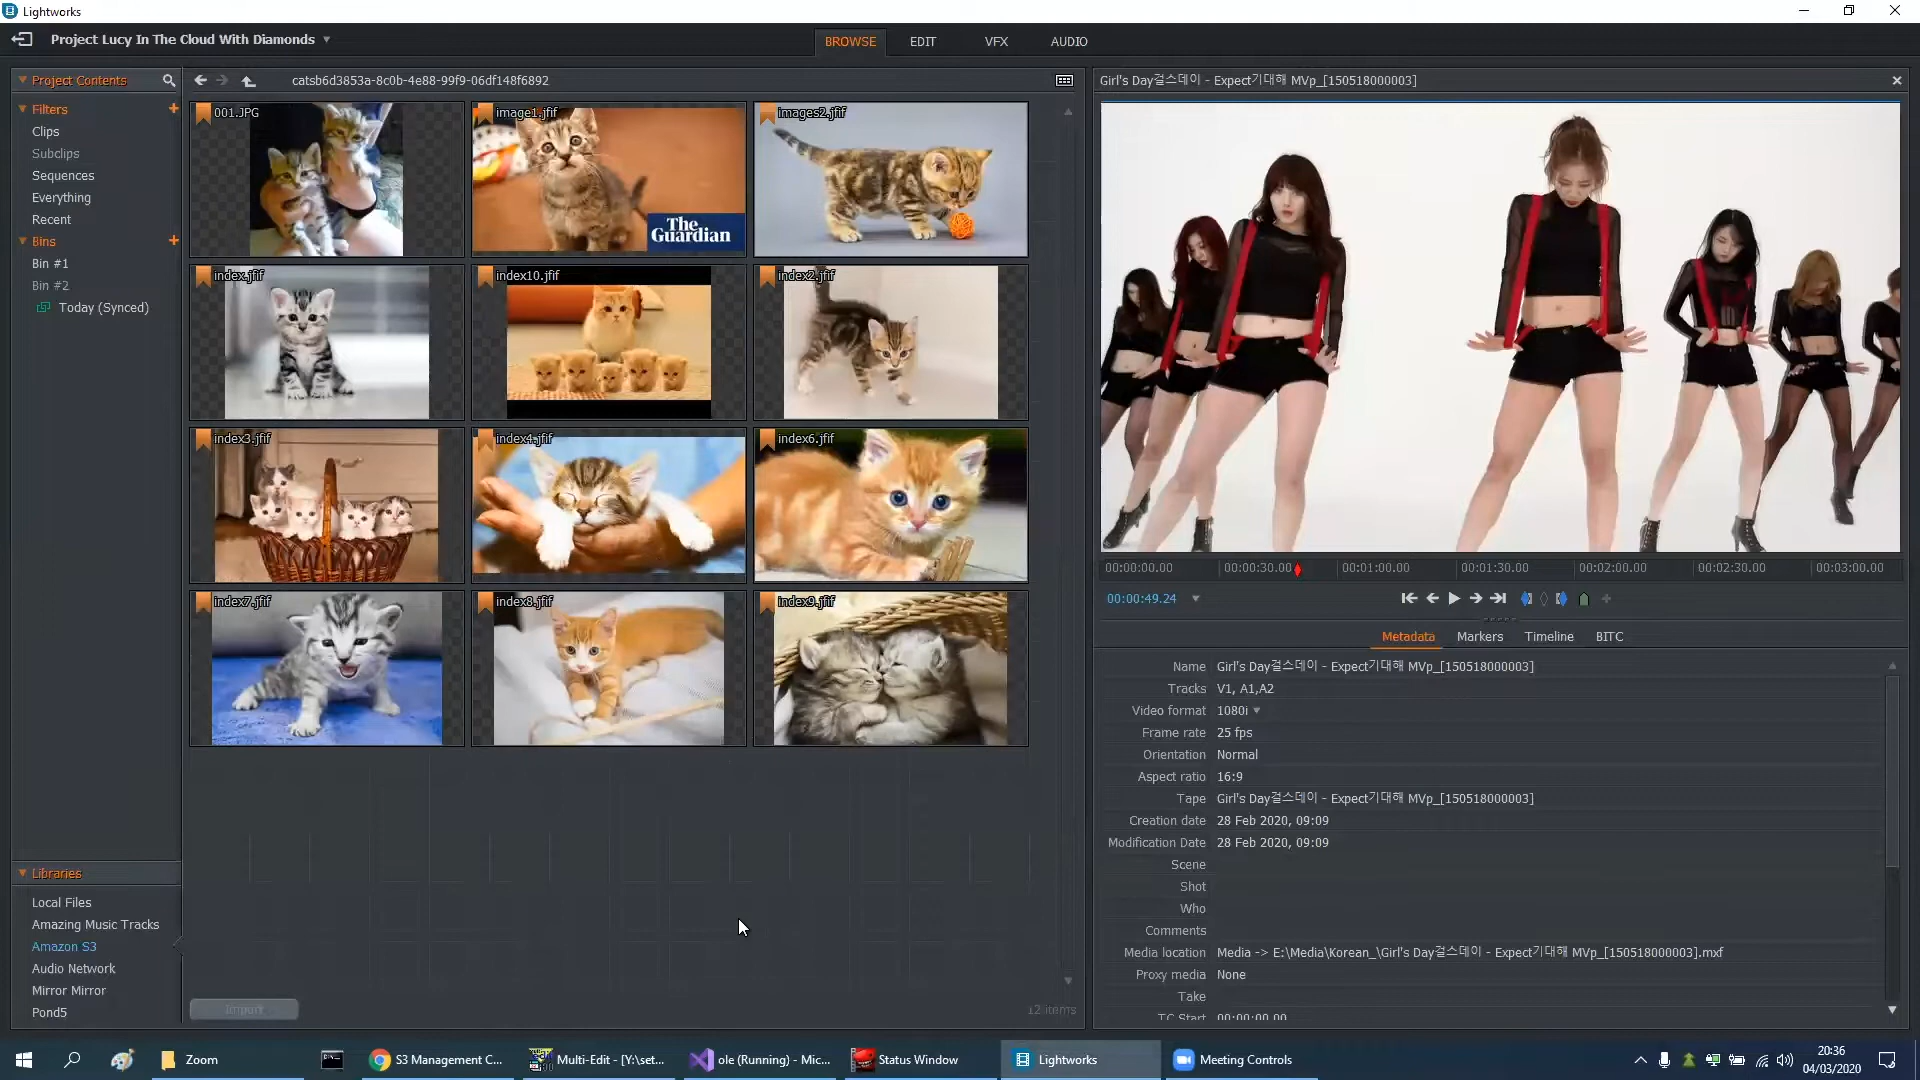 Lightworks
Project Lucy In The Cloud With Diamonds
BROWSE
EDIT
VFX
AUDIO
Project Contents
Filters
Clips
Subclips
Sequences
Everything
Recent
Bins
Bin #1
Bin #2
Today (Synced)
Libraries
Local Files
Amazing Music Tracks
Amazon S3
Audio Network
Mirror Mirror
Pond5
catsb6d3853a-8c0b-4e88-99f9-06df148f6892
001.JPG
image1.jfif
The
Guardian
images2.jfif
index.jfif
index10.jfif
index2.jfif
index3.jfif
index4.jfif
index6.jfif
index7.jfif
index8.jfif
index9.jfif
Import
12 items
Girl's Day걸스데이 - Expect기대해 MVp_[150518000003]
00:00:00.00
00:00:30.00
00:01:00.00
00:01:30.00
00:02:00.00
00:02:30.00
00:03:00.00
00:00:49.24
Metadata
Markers
Timeline
BITC
Name Girl's Day걸스데이 - Expect기대해 MVp_[150518000003]
Tracks V1, A1,A2
Video format 1080i
Frame rate 25 fps
Orientation Normal
Aspect ratio 16:9
Tape Girl's Day걸스데이 - Expect기대해 MVp_[150518000003]
Creation date 28 Feb 2020, 09:09
Modification Date 28 Feb 2020, 09:09
Scene
Shot
Who
Comments
Media location Media -> E:\Media\Korean_\Girl's Day걸스데이 - Expect기대해 MVp_[150518000003].mxf
Proxy media None
Take
TC Start 00:00:00.00
Zoom
S3 Management C...
Multi-Edit - [Y:\set...
ole (Running) - Mic...
Status Window
Lightworks
Meeting Controls
20:36
04/03/2020